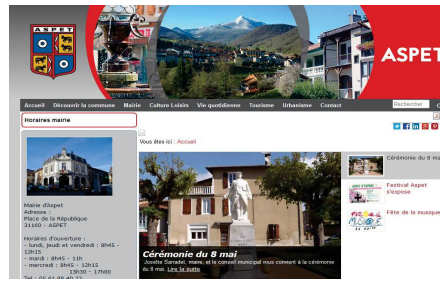 ASPET
ASPET
Accueil Découvrir la commune Mairie Culture Loisirs Vie quotidienne Tourisme Urbanisme Contact
Rechercher
Horaires mairie
Vous êtes ici : Accueil
Mairie d'Aspet
Adresse :
Place de la République
31160 - ASPET
Horaires d'ouverture :
- lundi, jeudi et vendredi : 8h45 -
12h15
- mardi : 8h45 - 11h
- mercredi : 8h45 - 12h15
13h30 - 17h00
Cérémonie du 8 mai
Josette Sarradet, maire, et le conseil municipal vous convient à la cérémonie
du 8 mai. Lire la suite
Cérémonie du 8 ma
Festival Aspet
s'expose
Fête de la musique